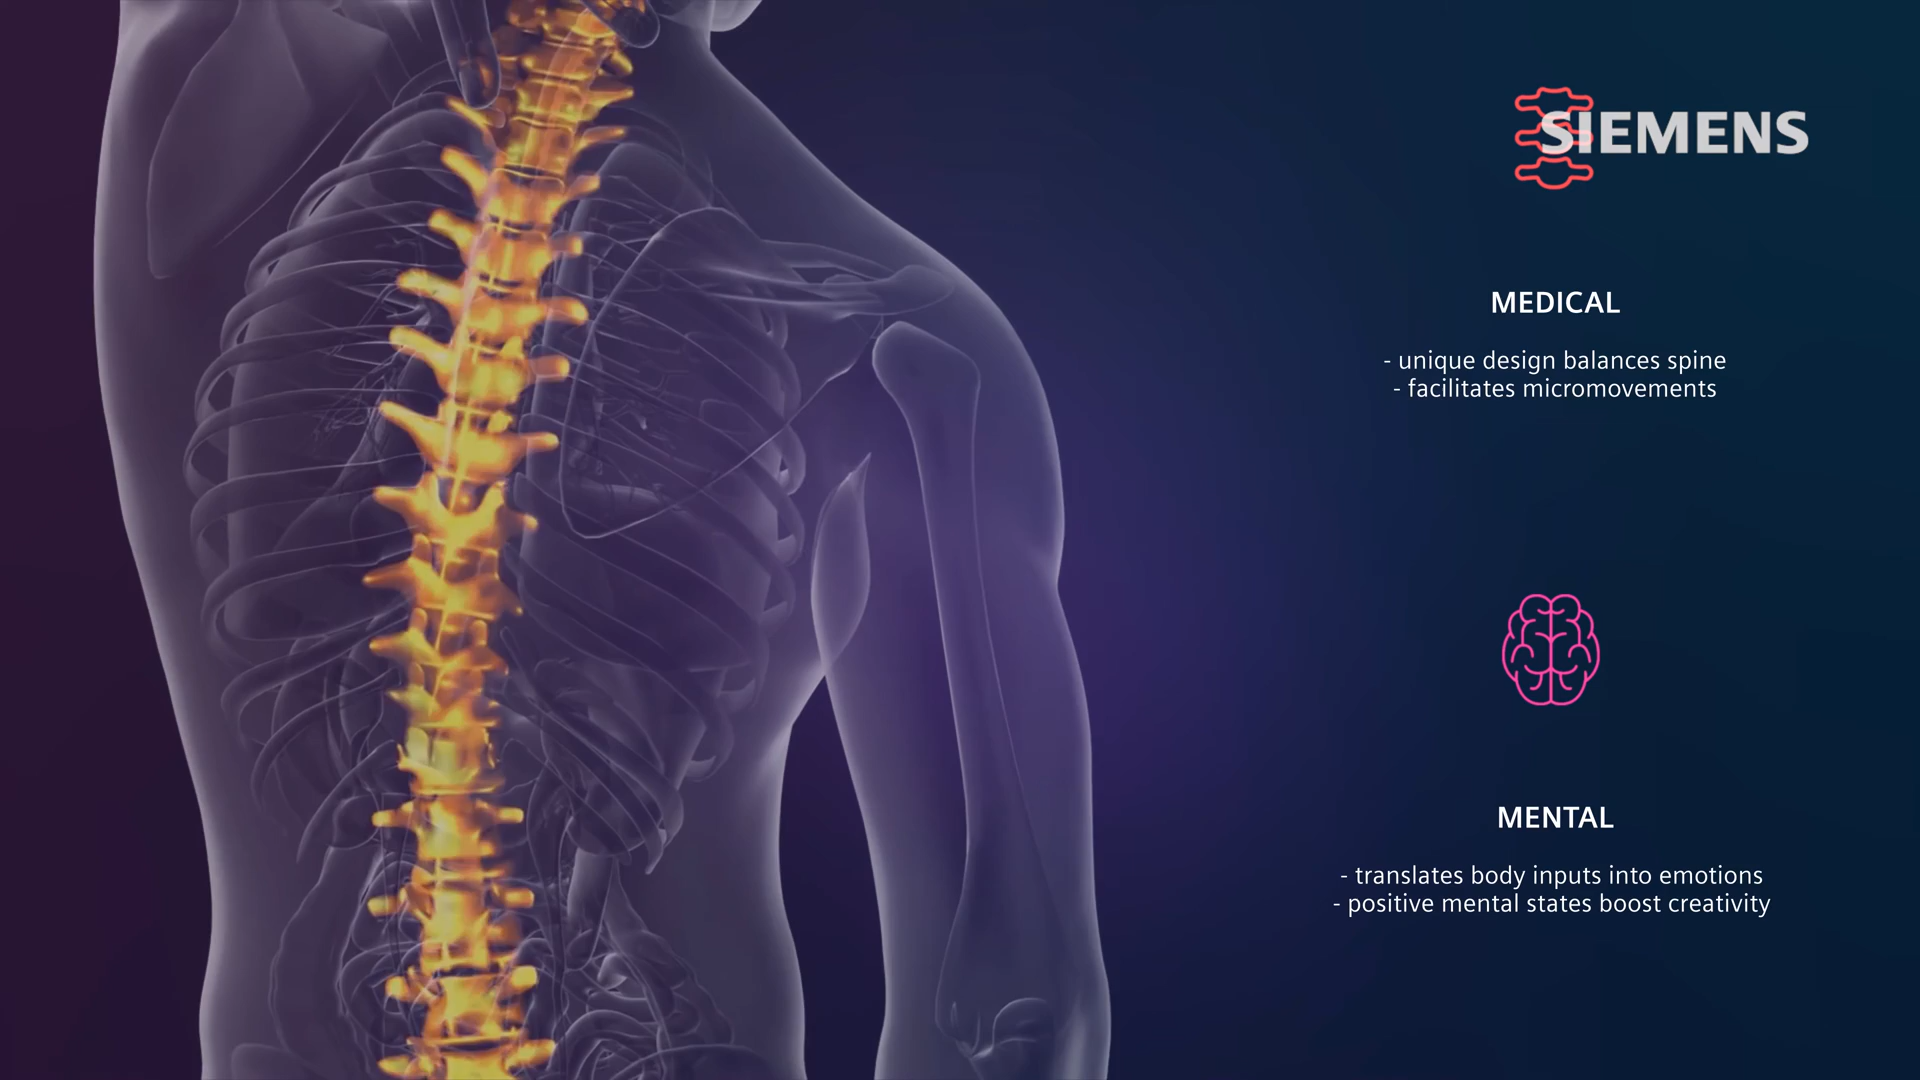 SIEMENS
MEDICAL
- unique design balances spine
- facilitates micromovements
MENTAL
- translates body inputs into emotions
- positive mental states boost creativity